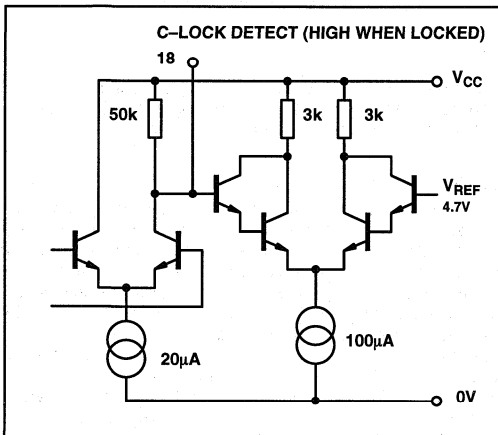 C–LOCK DETECT (HIGH WHEN LOCKED)
18
VCC
50k
3k
3k
VREF
4.7V
20μA
100μA
0V